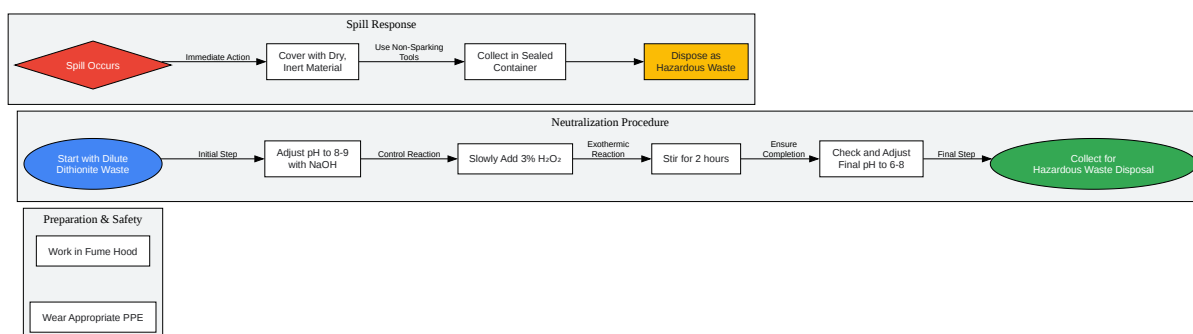 Spill Response
Spill Occurs
Immediate Action
Cover with Dry,
Inert Material
Use Non-Sparking
Tools
Collect in Sealed
Container
Dispose as
Hazardous Waste
Neutralization Procedure
Start with Dilute
Dithionite Waste
Initial Step
Adjust pH to 8-9
with NaOH
Control Reaction
Slowly Add 3% H₂O₂
Exothermic
Reaction
Stir for 2 hours
Ensure
Completion
Check and Adjust
Final pH to 6-8
Final Step
Collect for
Hazardous Waste Disposal
Preparation & Safety
Work in Fume Hood
Wear Appropriate PPE